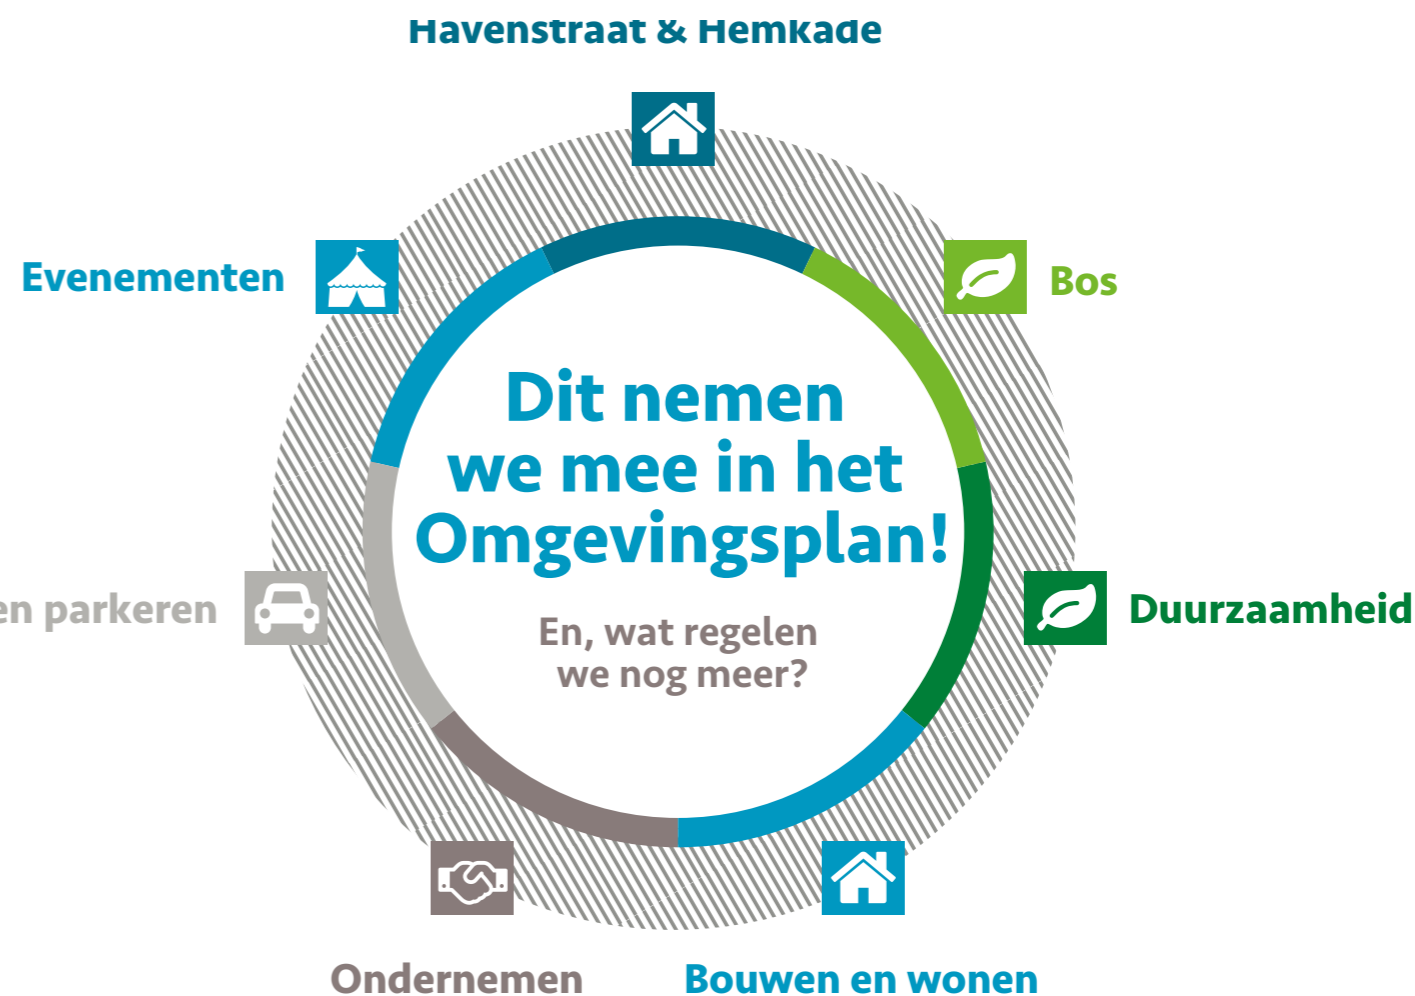 Havenstraat & Hemkade
Evenementen
Bos
Dit nemen
we mee in het
Omgevingsplan!
en parkeren
Duurzaamheid
En, wat regelen
we nog meer?
Ondernemen
Bouwen en wonen